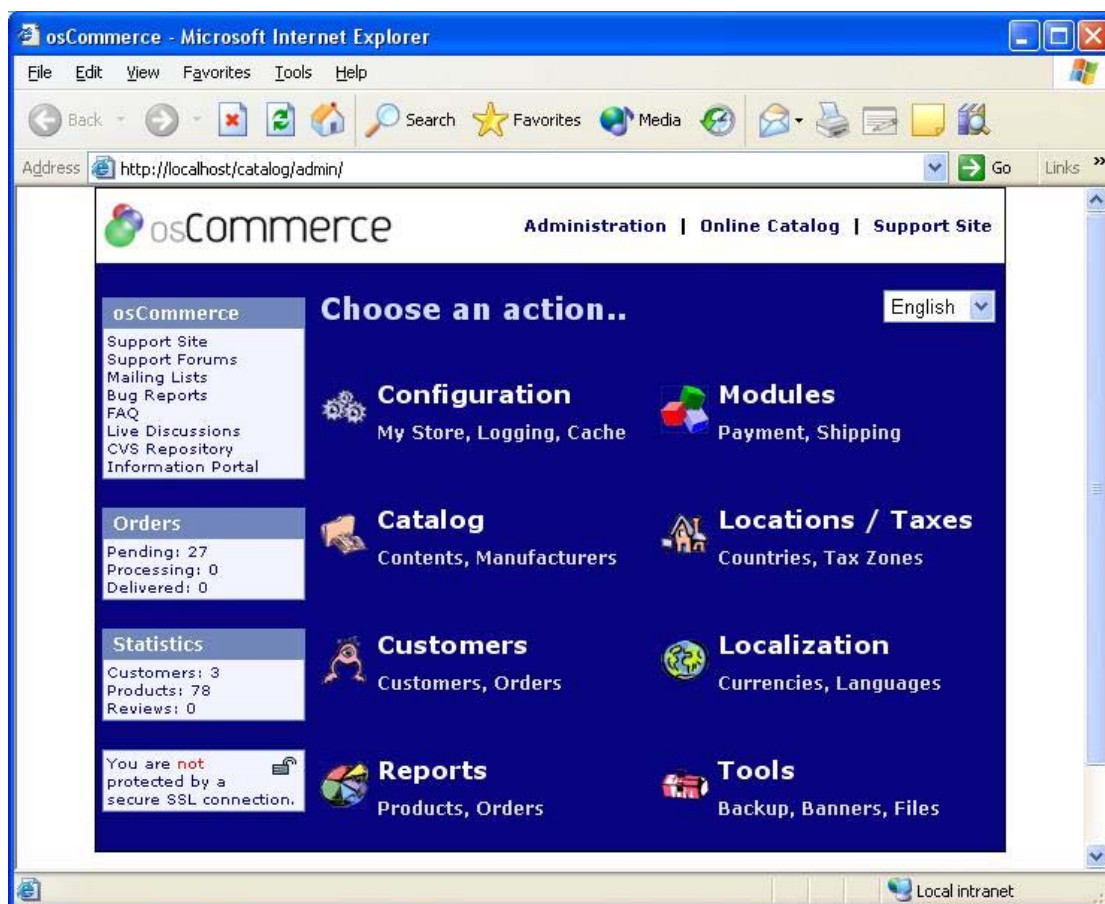 osCommerce - Microsoft Internet Explorer
File Edit View Favorites Tools Help
Back Search Favorites Media
Address http://localhost/catalog/admin/ Go Links »
osCommerce
Administration | Online Catalog | Support Site
osCommerce
Support Site
Support Forums
Mailing Lists
Bug Reports
FAQ
Live Discussions
CVS Repository
Information Portal
Orders
Pending: 27
Processing: 0
Delivered: 0
Statistics
Customers: 3
Products: 78
Reviews: 0
You are not
protected by a
secure SSL connection.
Choose an action..
English
Configuration
My Store, Logging, Cache
Modules
Payment, Shipping
Catalog
Contents, Manufacturers
Locations / Taxes
Countries, Tax Zones
Customers
Customers, Orders
Localization
Currencies, Languages
Reports
Products, Orders
Tools
Backup, Banners, Files
Local intranet